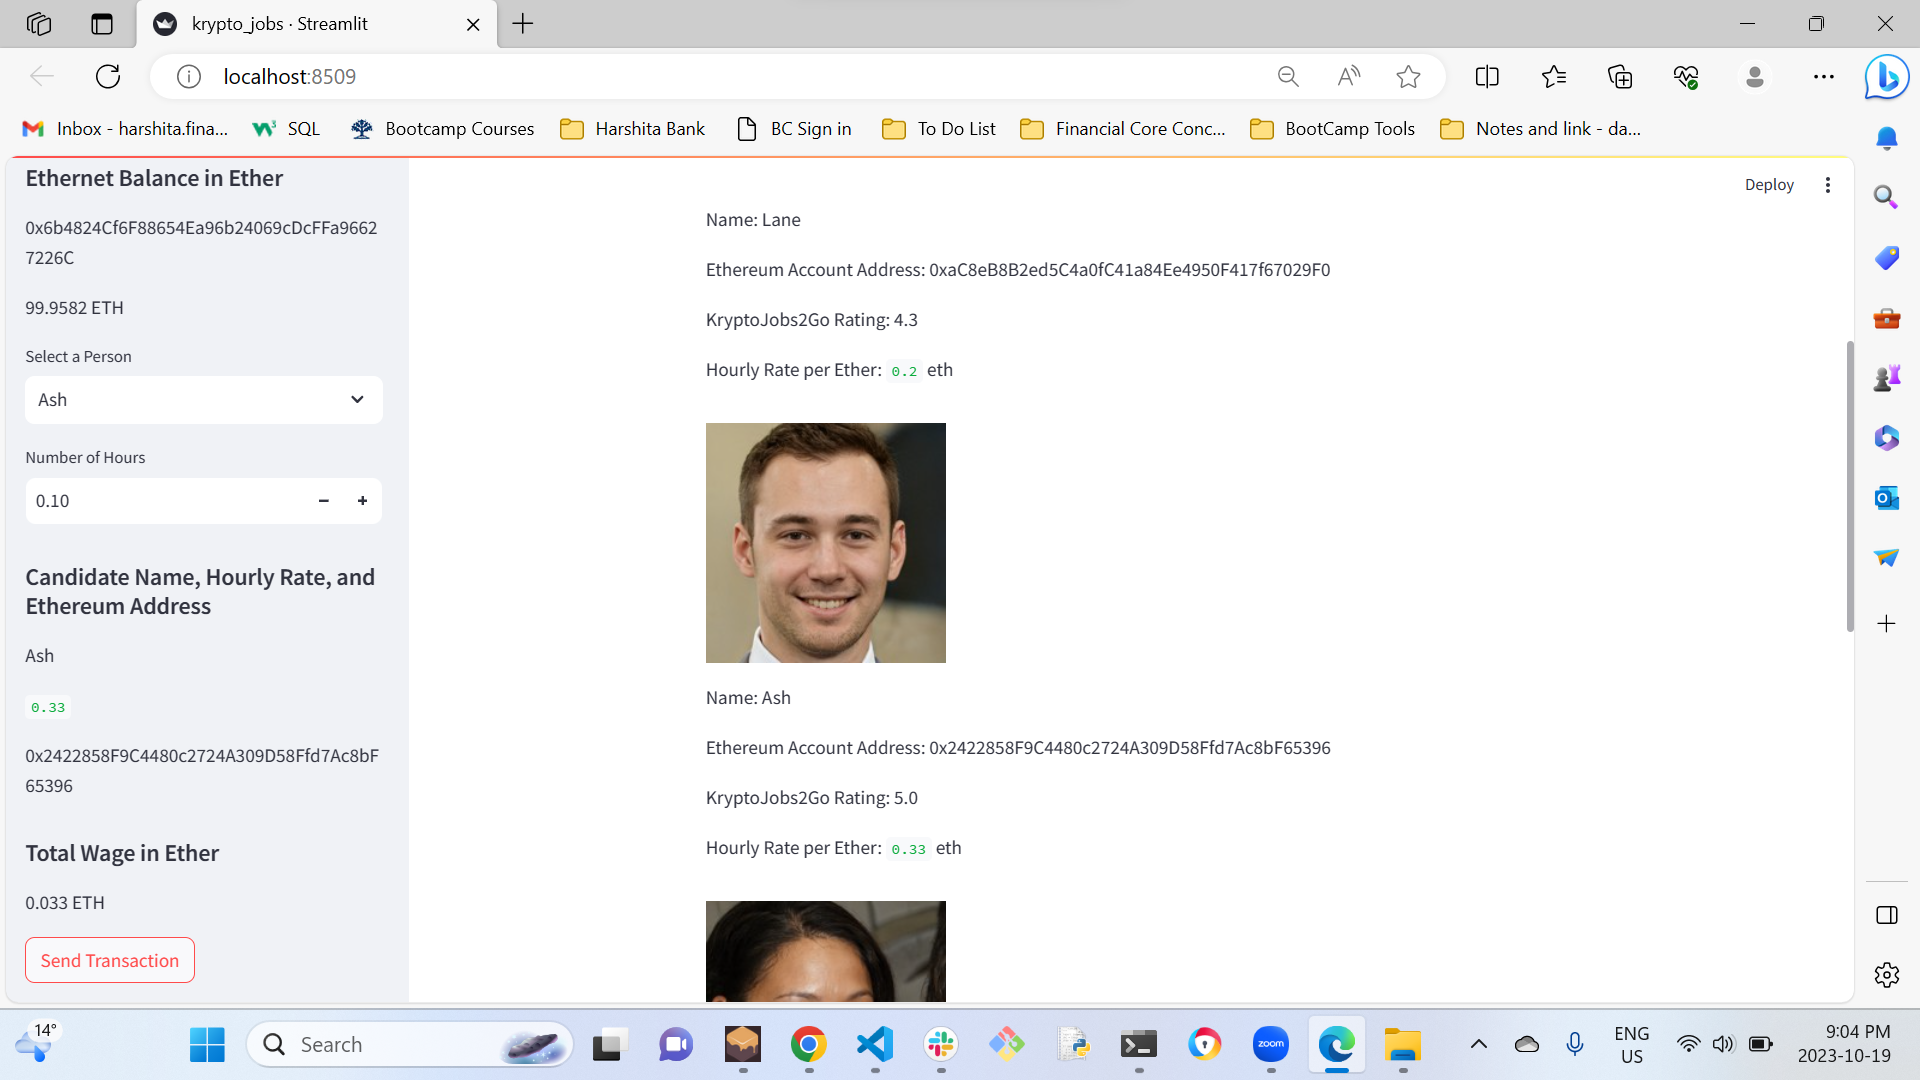 krypto_jobs · Streamlit
localhost:8509
Inbox - harshita.fina...
SQL
Bootcamp Courses
Harshita Bank
BC Sign in
To Do List
Financial Core Conc...
BootCamp Tools
Notes and link - da...
Ethernet Balance in Ether
0x6b4824Cf6F88654Ea96b24069cDcFFa9662
7226C
99.9582 ETH
Select a Person
Ash
Number of Hours
0.10
Candidate Name, Hourly Rate, and
Ethereum Address
Ash
0.33
0x2422858F9C4480c2724A309D58Ffd7Ac8bF
65396
Total Wage in Ether
0.033 ETH
Send Transaction
Deploy
Name: Lane
Ethereum Account Address: 0xaC8eB8B2ed5C4a0fC41a84Ee4950F417f67029F0
KryptoJobs2Go Rating: 4.3
Hourly Rate per Ether: 0.2 eth
Name: Ash
Ethereum Account Address: 0x2422858F9C4480c2724A309D58Ffd7Ac8bF65396
KryptoJobs2Go Rating: 5.0
Hourly Rate per Ether: 0.33 eth
14°
Search
zoom
ENG
US
9:04 PM
2023-10-19